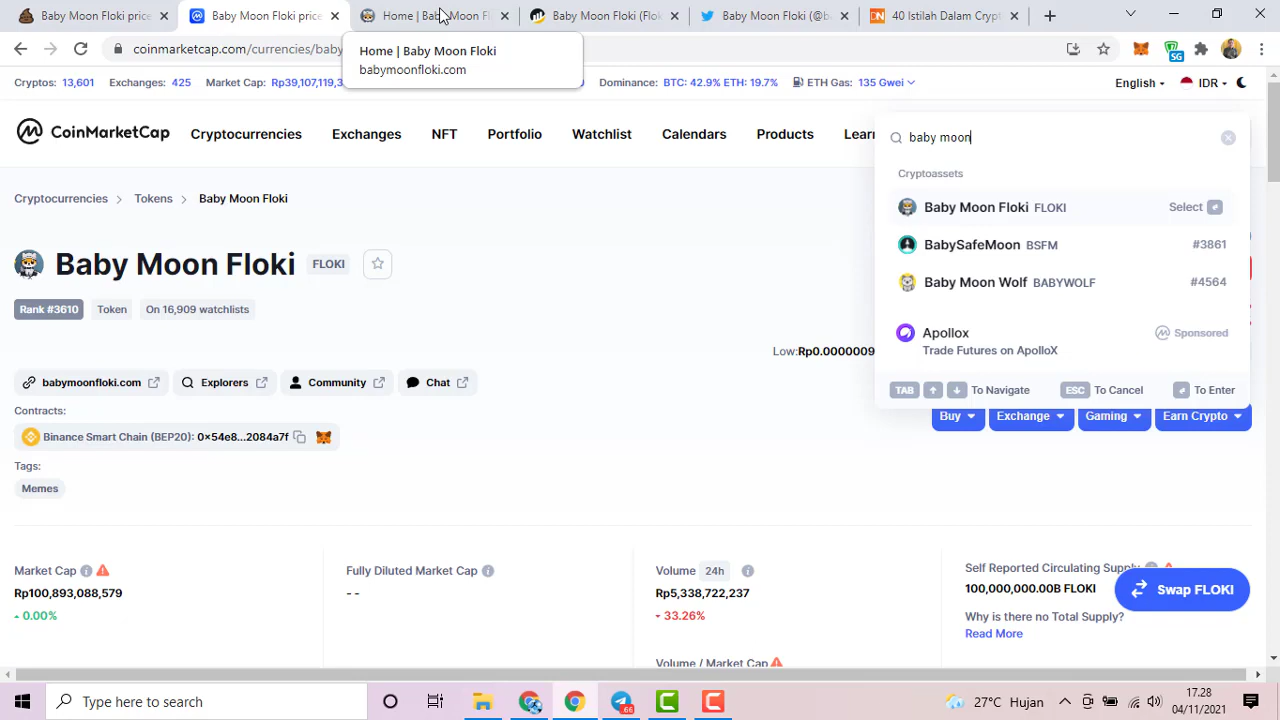 Baby Moon Floki price
Baby Moon Floki pric
Home | Baby Moon Fl
Baby Moon Floki (Flok
Baby Moon Floki (@b
40 Istilah Dalam Crypt
coinmarketcap.com/currencies/baby
Home | Baby Moon Floki
babymoonfloki.com
SG
Cryptos: 13,601 Exchanges: 425 Market Cap: Rp39,107,119,3
Dominance: BTC: 42.9% ETH: 19.7% ETH Gas: 135 Gwei
English IDR
CoinMarketCap Cryptocurrencies Exchanges NFT Portfolio Watchlist Calendars Products Learn
baby moon
Cryptoassets
Baby Moon Floki FLOKI Select
BabySafeMoon BSFM #3861
Baby Moon Wolf BABYWOLF #4564
Apollox Sponsored
Trade Futures on ApolloX
TAB To Navigate ESC To Cancel To Enter
Cryptocurrencies Tokens Baby Moon Floki
Baby Moon Floki FLOKI
Rank #3610 Token On 16,909 watchlists
Low:Rp0.0000009
babymoonfloki.com Explorers Community Chat
Contracts:
Binance Smart Chain (BEP20): 0x54e8...2084a7f
Buy Exchange Gaming Earn Crypto
Tags:
Memes
Market Cap
Rp100,893,088,579
0.00%
Fully Diluted Market Cap
- -
Volume 24h
Rp5,338,722,237
33.26%
Volume / Market Cap
Self Reported Circulating Supply
100,000,000.00B FLOKI
Why is there no Total Supply?
Read More
Swap FLOKI
Type here to search
.66
27°C Hujan
17.28
04/11/2021